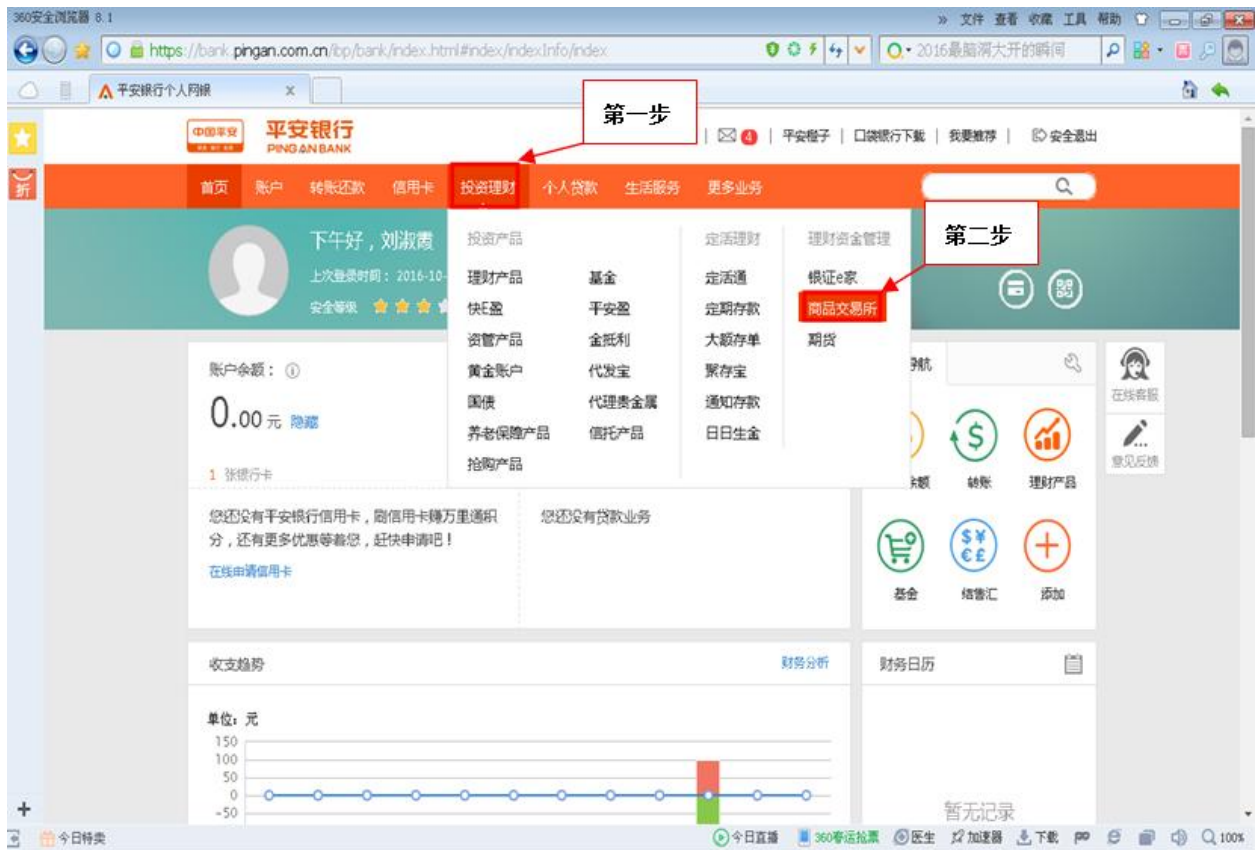 360安全浏览器 8.1
» 文件 查看 收藏 工具 帮助
https://bank.pingan.com.cn/ibp/bank/index.html#index/indexInfo/index
2016最脑洞大开的瞬间
平安银行个人网银
第一步
中国平安
平安银行
PING AN BANK
4 | 平安橙子 | 口袋银行下载 | 我要推荐 | 安全退出
折
首页 账户 转账还款 信用卡 投资理财 个人贷款 生活服务 更多业务
第二步
下午好，刘淑霞
上次登录时间：2016-10-
安全等级
投资产品 定活理财 理财资金管理
理财产品 基金 定活通 银证e家
快E盈 平安盈 定期存款 商品交易所
资管产品 金抵利 大额存单 期货
黄金账户 代发宝 聚存宝
国债 代理贵金属 通知存款
养老保障产品 信托产品 日日生金
抢购产品
账户余额：
0.00 元 隐藏
1 张银行卡
您还没有平安银行信用卡，刷信用卡赚万里通积
分，还有更多优惠等着您，赶快申请吧！
在线申请信用卡
您还没有贷款业务
导航
余额 转账 理财产品
基金 结售汇 添加
在线客服
意见反馈
收支趋势 财务分析
财务日历
单位：元
150
100
50
0
-50
暂无记录
今日特卖
今日直播 360春运抢票 医生 加速器 下载 100%